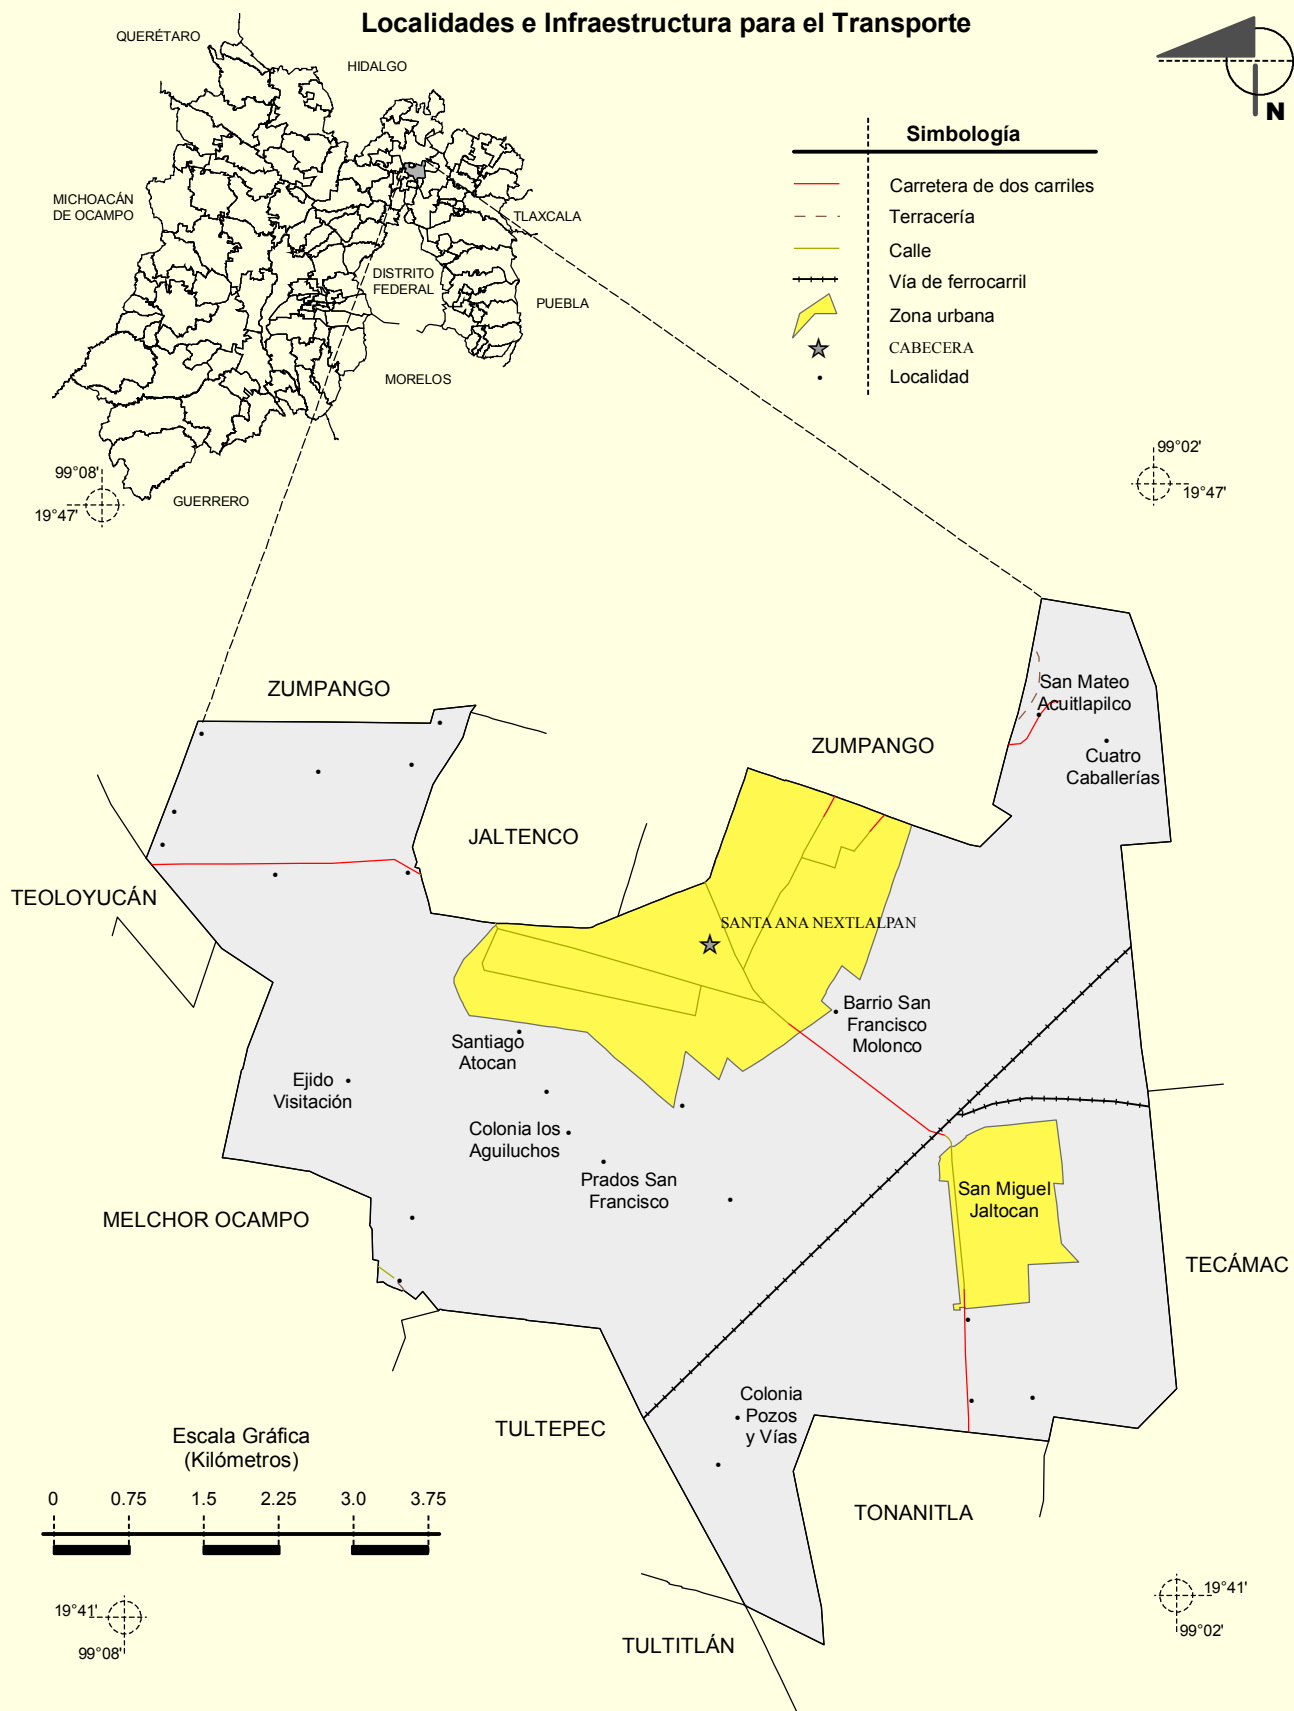 Localidades e Infraestructura para el Transporte
QUERÉTARO
HIDALGO
MICHOACÁN
DE OCAMPO
TLAXCALA
DISTRITO
FEDERAL
PUEBLA
MORELOS
GUERRERO
N
Simbología
Carretera de dos carriles
Terracería
Calle
Vía de ferrocarril
Zona urbana
CABECERA
Localidad
99°08'
19°47'
99°02'
19°47'
ZUMPANGO
JALTENCO
ZUMPANGO
San Mateo
Acuitlapilco
Cuatro
Caballerías
TEOLOYUCÁN
SANTA ANA NEXTLALPAN
Barrio San
Francisco
Molonco
Santiago
Atocan
Ejido
Visitación
Colonia los
Aguiluchos
Prados San
Francisco
San Miguel
Jaltocan
MELCHOR OCAMPO
TECÁMAC
TULTEPEC
Colonia
Pozos
y Vías
TONANITLA
TULTITLÁN
Escala Gráfica
(Kilómetros)
0 0.75 1.5 2.25 3.0 3.75
19°41'
99°08'
19°41'
99°02'